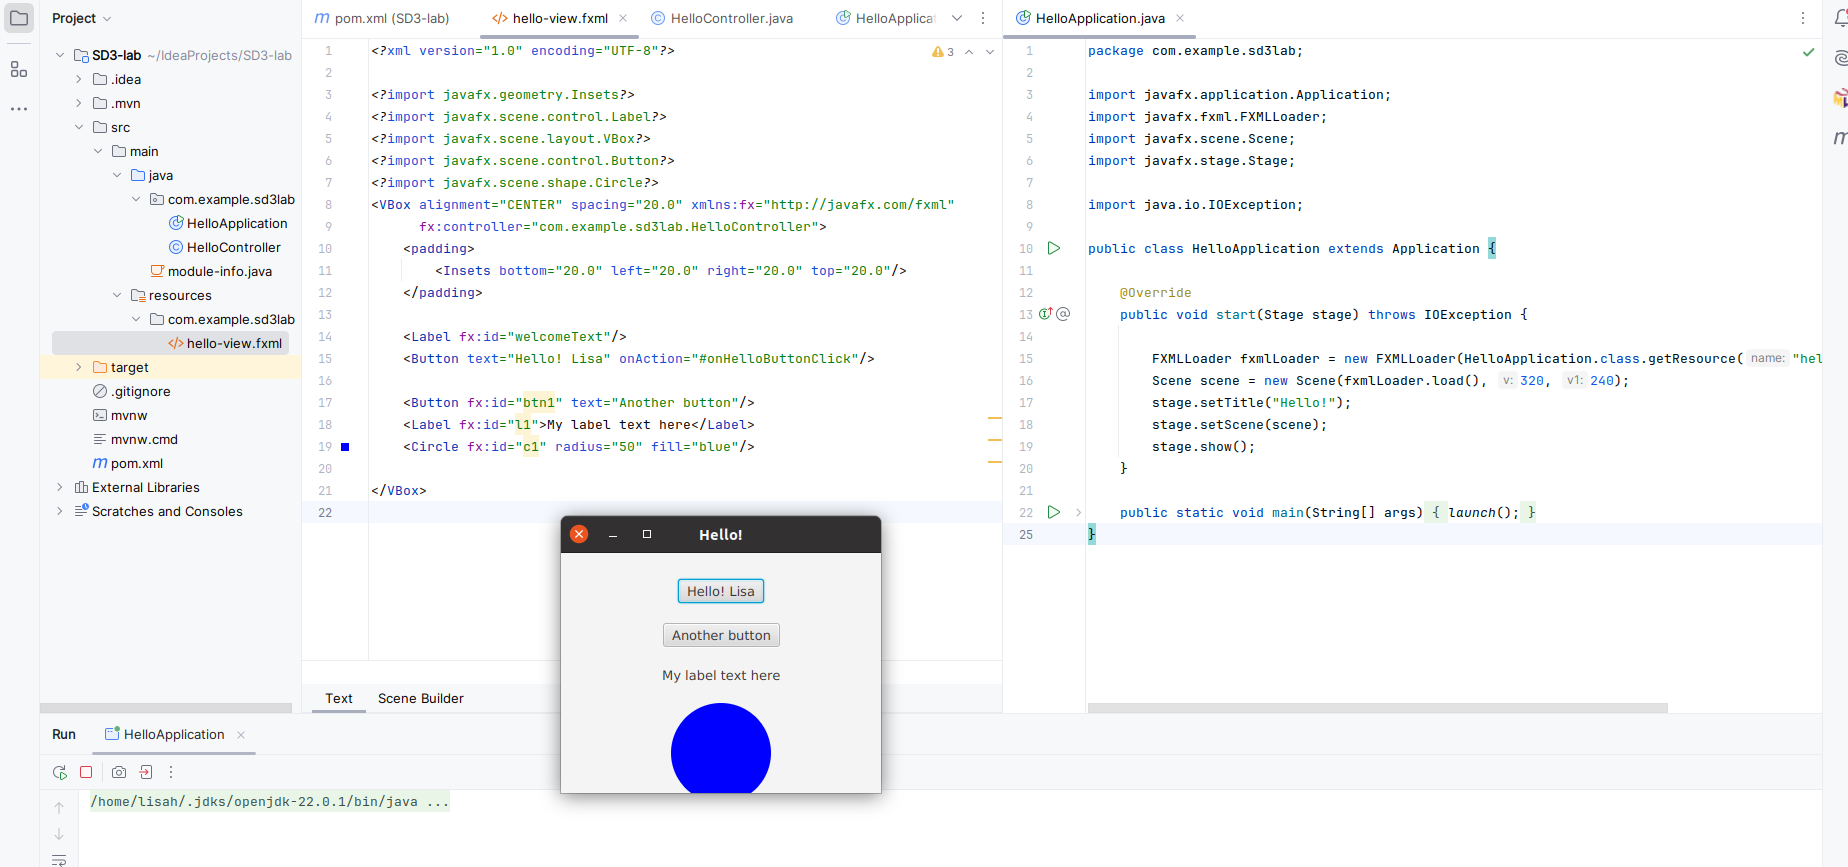 Project
SD3-lab ~/IdeaProjects/SD3-lab
.idea
.mvn
src
main
java
com.example.sd3lab
HelloApplication
HelloController
module-info.java
resources
com.example.sd3lab
hello-view.fxml
target
.gitignore
mvnw
mvnw.cmd
pom.xml
External Libraries
Scratches and Consoles
pom.xml (SD3-lab)
hello-view.fxml
HelloController.java
HelloApplicat
3
1 <?xml version="1.0" encoding="UTF-8"?>
2
3 <?import javafx.geometry.Insets?>
4 <?import javafx.scene.control.Label?>
5 <?import javafx.scene.layout.VBox?>
6 <?import javafx.scene.control.Button?>
7 <?import javafx.scene.shape.Circle?>
8 <VBox alignment="CENTER" spacing="20.0" xmlns:fx="http://javafx.com/fxml"
9 fx:controller="com.example.sd3lab.HelloController">
10 <padding>
11 <Insets bottom="20.0" left="20.0" right="20.0" top="20.0"/>
12 </padding>
13
14 <Label fx:id="welcomeText"/>
15 <Button text="Hello! Lisa" onAction="#onHelloButtonClick"/>
16
17 <Button fx:id="btn1" text="Another button"/>
18 <Label fx:id="l1">My label text here</Label>
19 <Circle fx:id="c1" radius="50" fill="blue"/>
20
21 </VBox>
22
Text
Scene Builder
HelloApplication.java
1 package com.example.sd3lab;
2
3 import javafx.application.Application;
4 import javafx.fxml.FXMLLoader;
5 import javafx.scene.Scene;
6 import javafx.stage.Stage;
7
8 import java.io.IOException;
9
10 public class HelloApplication extends Application {
11
12 @Override
13 public void start(Stage stage) throws IOException {
14
15 FXMLLoader fxmlLoader = new FXMLLoader(HelloApplication.class.getResource( name: "hel
16 Scene scene = new Scene(fxmlLoader.load(), v: 320, v1: 240);
17 stage.setTitle("Hello!");
18 stage.setScene(scene);
19 stage.show();
20 }
21
22 public static void main(String[] args) { launch(); }
25 }
Hello!
Hello! Lisa
Another button
My label text here
Run
HelloApplication
/home/lisah/.jdks/openjdk-22.0.1/bin/java ...